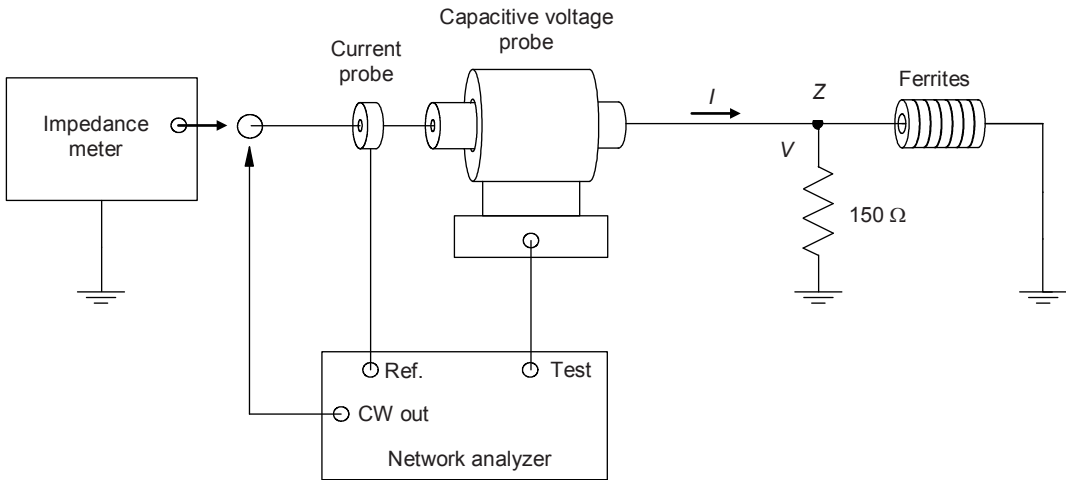 Capacitive voltage
probe
Current
probe
Ferrites
I
Z
Impedance
meter
V
150 Ω
Ref.
Test
CW out
Network analyzer